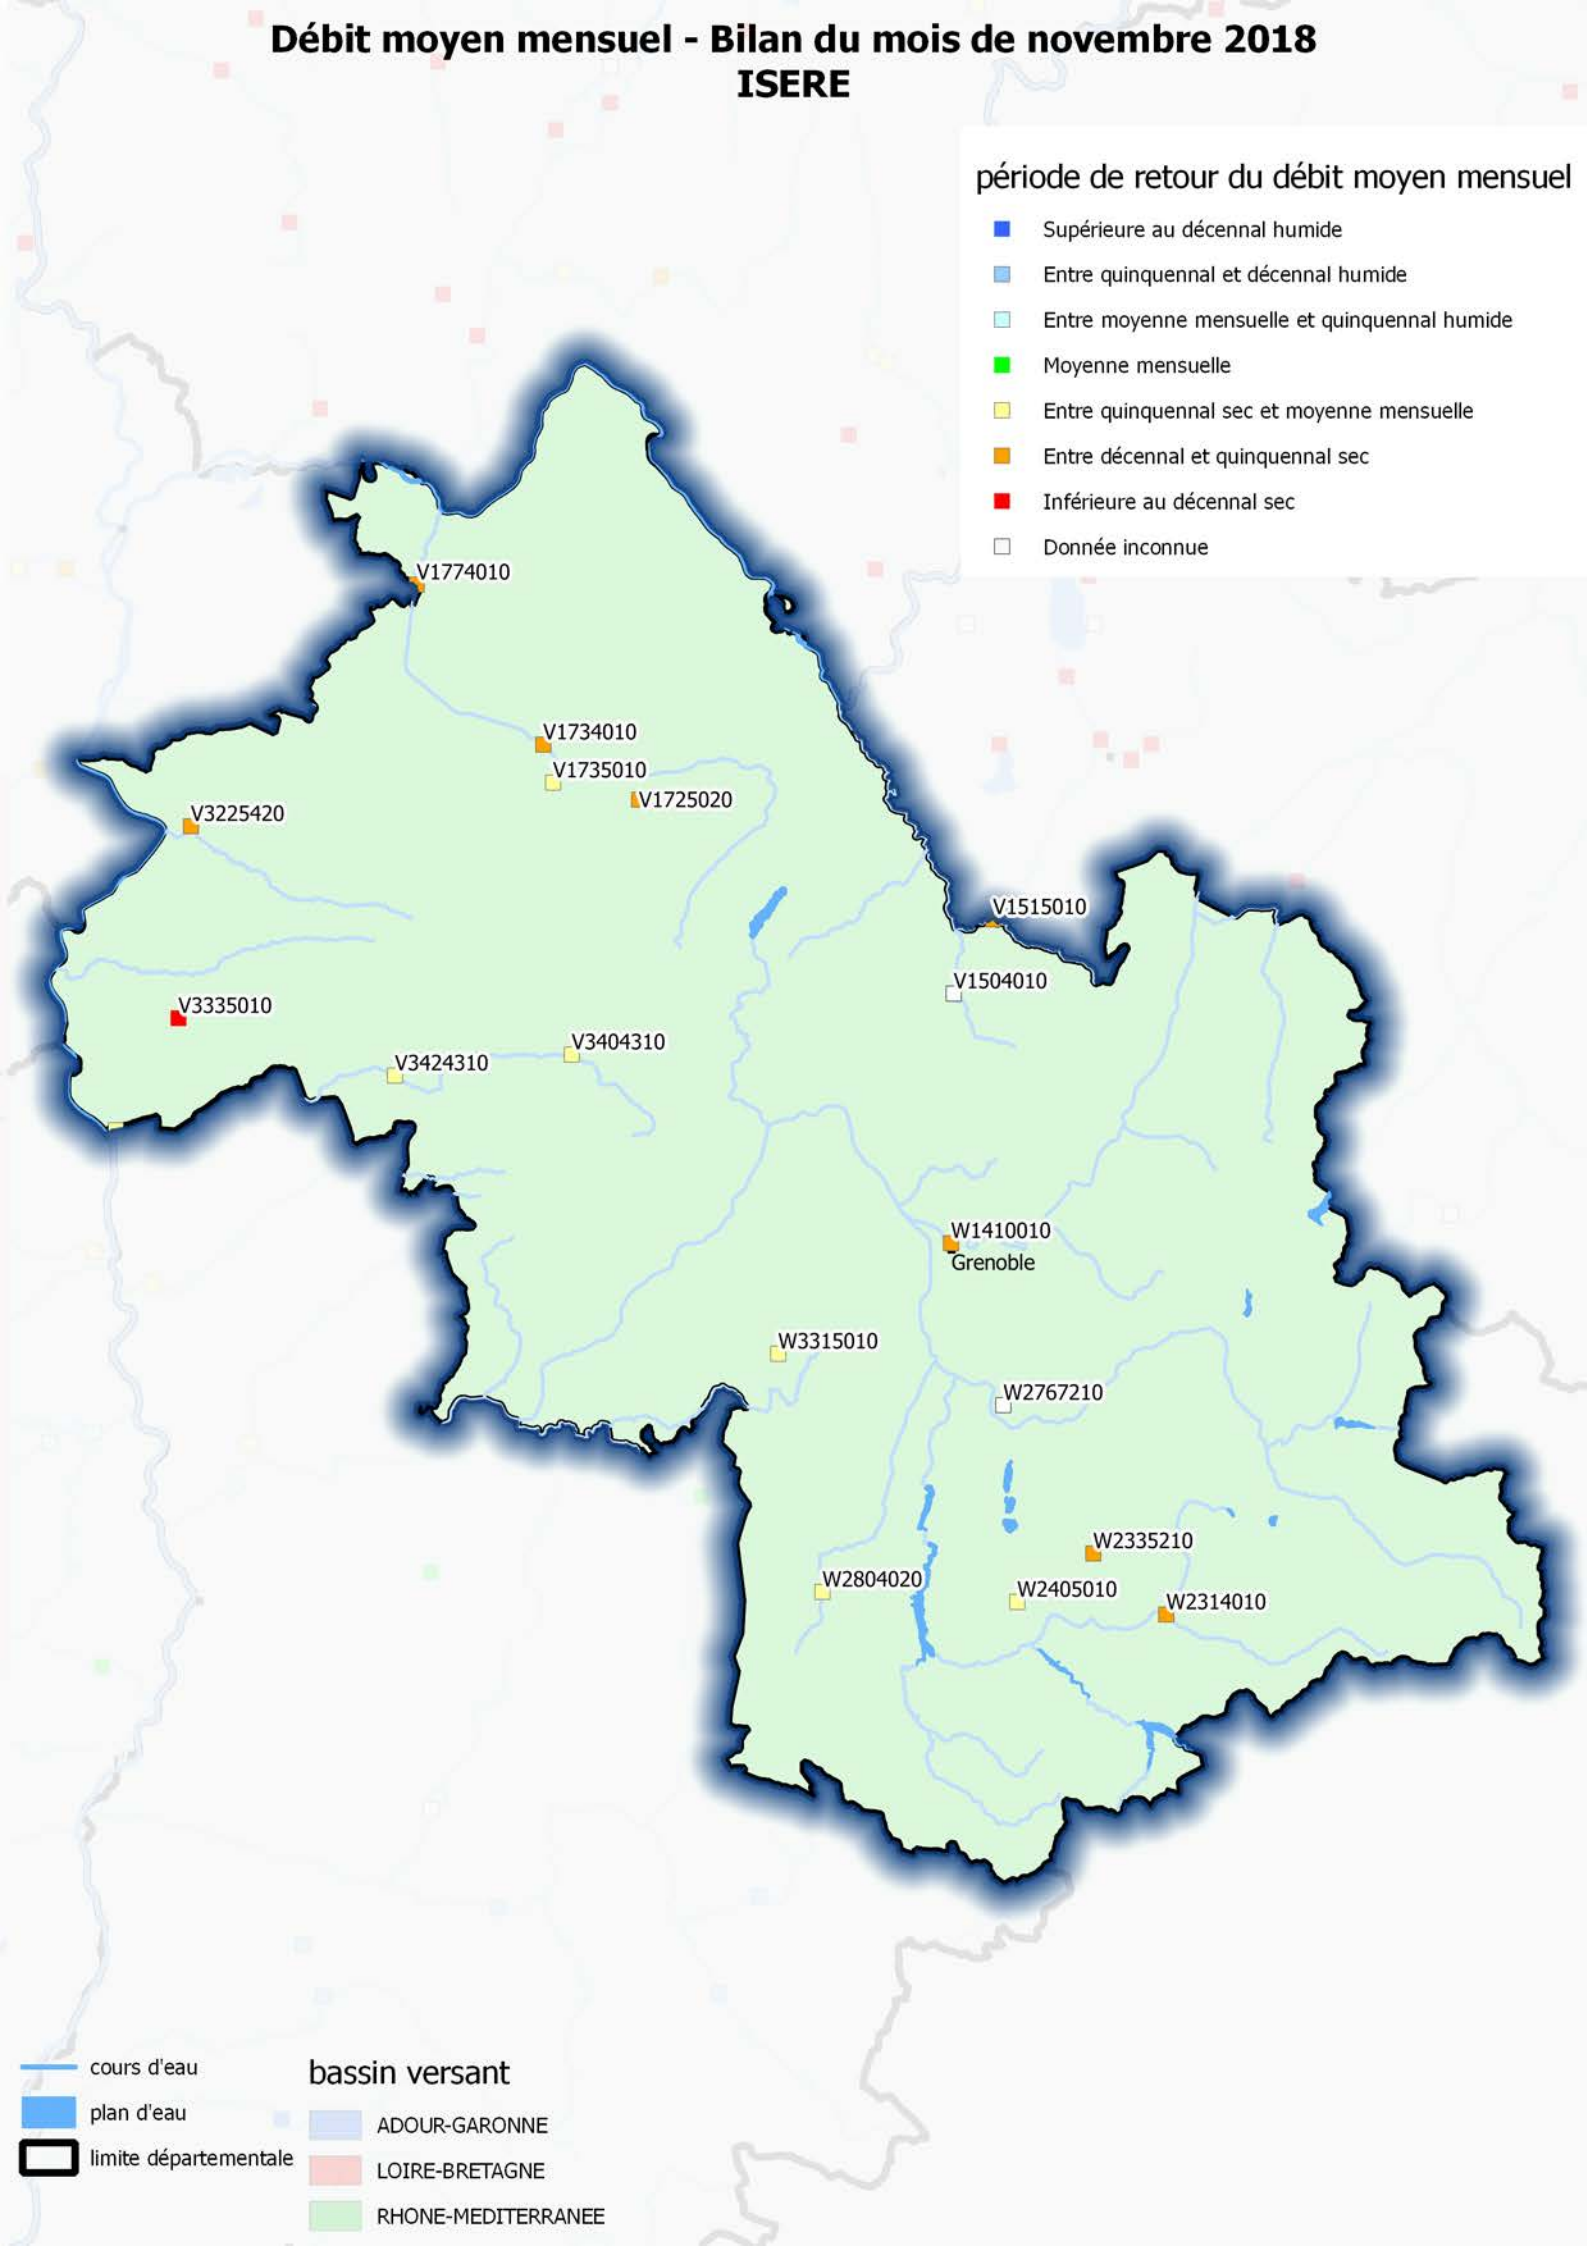 Débit moyen mensuel - Bilan du mois de novembre 2018
ISERE
période de retour du débit moyen mensuel
Supérieure au décennal humide
Entre quinquennal et décennal humide
Entre moyenne mensuelle et quinquennal humide
Moyenne mensuelle
Entre quinquennal sec et moyenne mensuelle
Entre décennal et quinquennal sec
Inférieure au décennal sec
Donnée inconnue
V1774010
V1734010
V1735010
V1725020
V3225420
V1515010
V1504010
V3335010
V3404310
V3424310
W1410010
Grenoble
W3315010
W2767210
W2335210
W2804020
W2405010
W2314010
cours d'eau
plan d'eau
limite départementale
bassin versant
ADOUR-GARONNE
LOIRE-BRETAGNE
RHONE-MEDITERRANEE